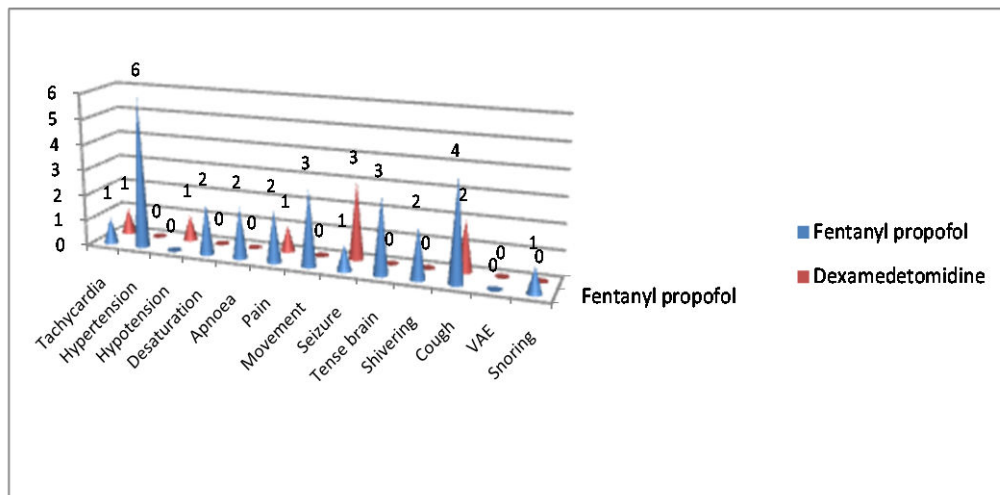 6
5
4
3
2
1
0
1
1
6
0
0
1
2
0
2
0
2
1
3
0
1
3
3
0
2
0
4
2
0
0
1
0
Tachycardia
Hypertension
Hypotension
Desaturation
Apnoea
Pain
Movement
Seizure
Tense brain
Shivering
Cough
VAE
Snoring
Fentanyl propofol
Fentanyl propofol
Dexamedetomidine